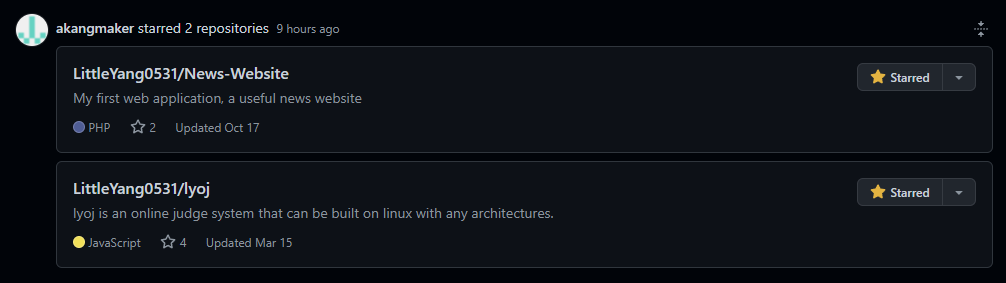 akangmaker starred 2 repositories 9 hours ago
LittleYang0531/News-Website
Starred
My first web application, a useful news website
PHP 2 Updated Oct 17
LittleYang0531/lyoj
Starred
lyoj is an online judge system that can be built on linux with any architectures.
JavaScript 4 Updated Mar 15